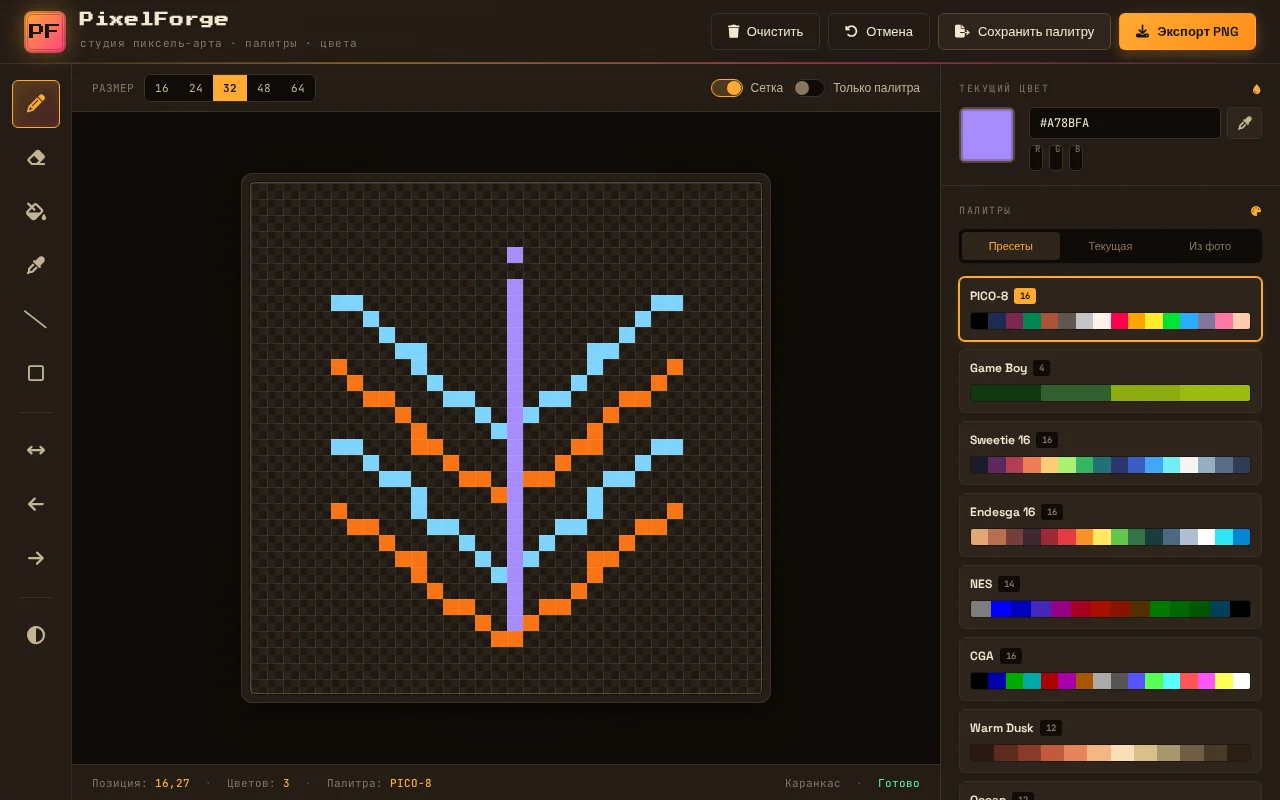 PF
PixelForge
студия пиксель-арта · палитры · цвета
Очистить
Отмена
Сохранить палитру
Экспорт PNG
РАЗМЕР 16 24 32 48 64
Сетка
Только палитра
ТЕКУЩИЙ ЦВЕТ
#A78BFA
R G B
ПАЛИТРЫ
Пресеты Текущая Из фото
PICO-8 16
Game Boy 4
Sweetie 16 16
Endesga 16 16
NES 14
CGA 16
Warm Dusk 12
Ocean 12
Позиция: 16,27 · Цветов: 3 · Палитра: PICO-8
Каранкас · Готово